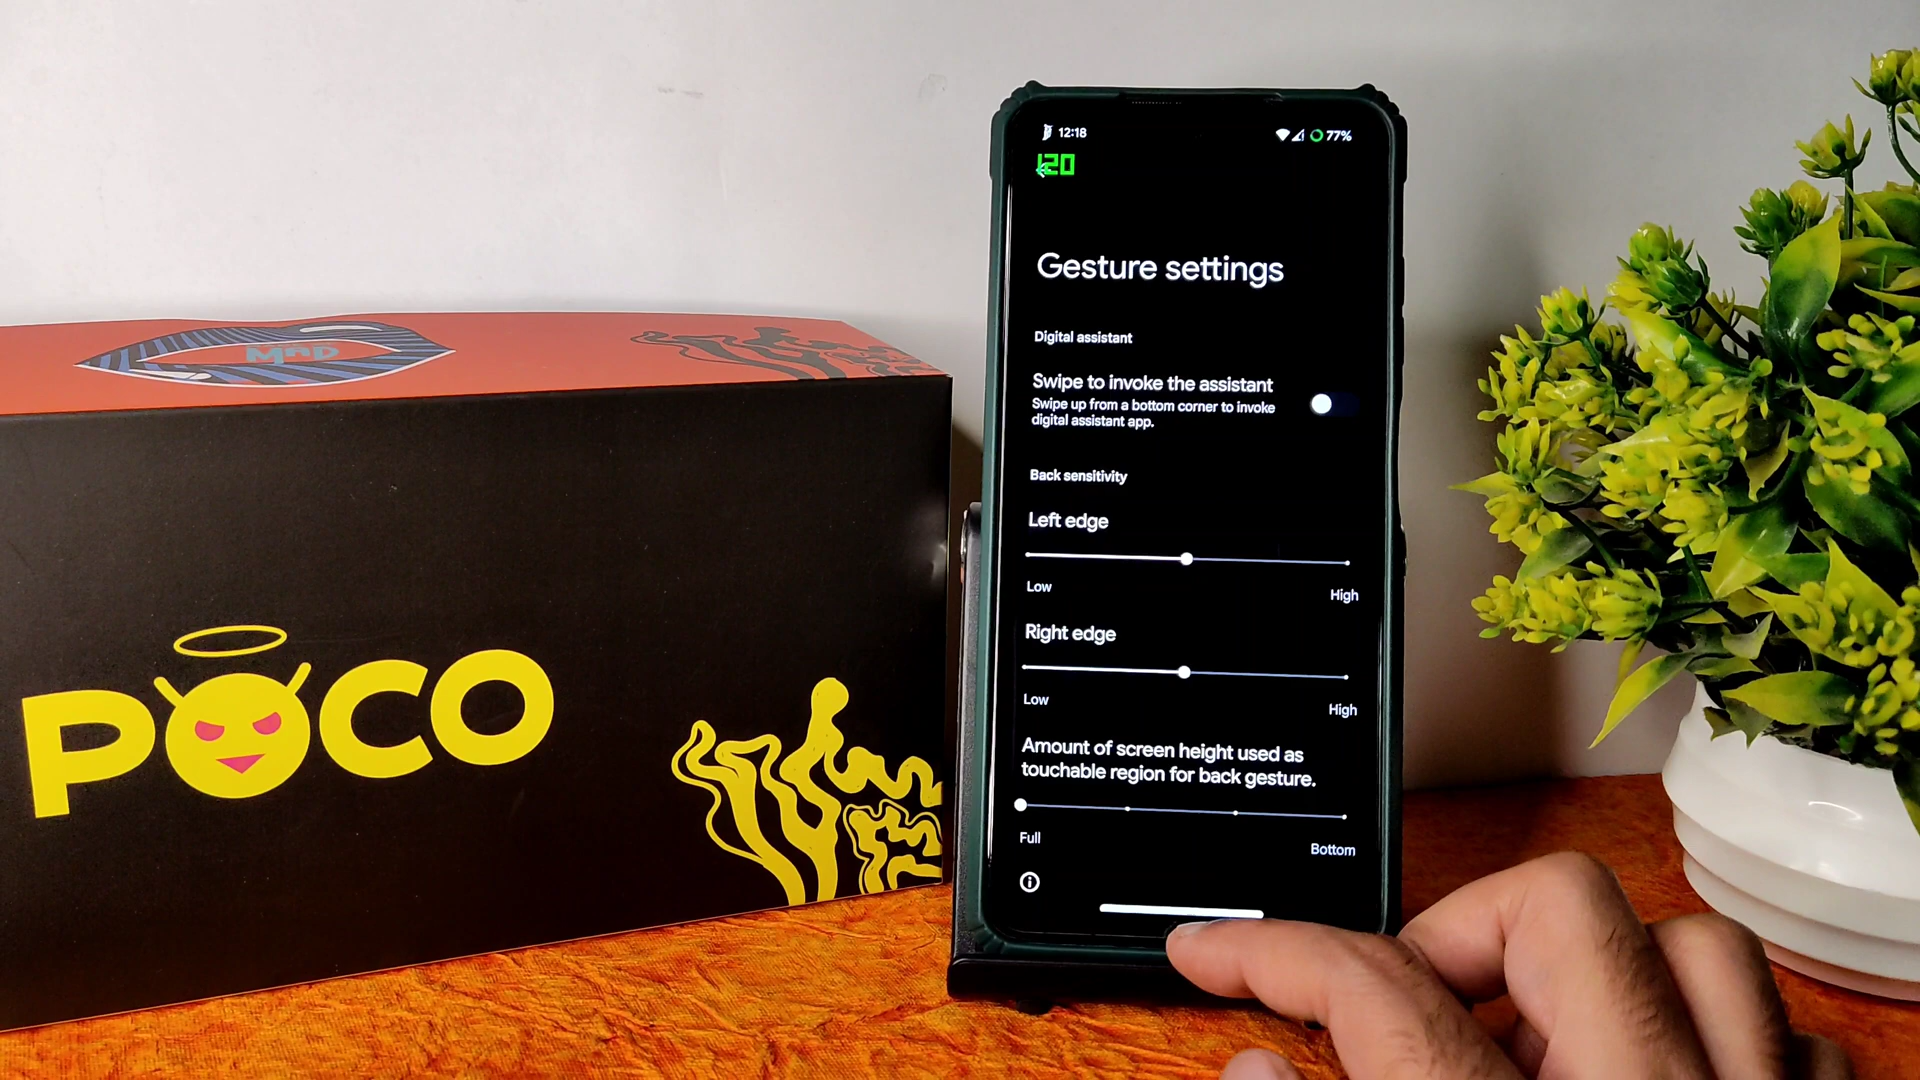 MAD
POCO
12:18
77%
120
Gesture settings
Digital assistant
Swipe to invoke the assistant
Swipe up from a bottom corner to invoke
digital assistant app.
Back sensitivity
Left edge
Low
High
Right edge
Low
High
Amount of screen height used as
touchable region for back gesture.
Full
Bottom